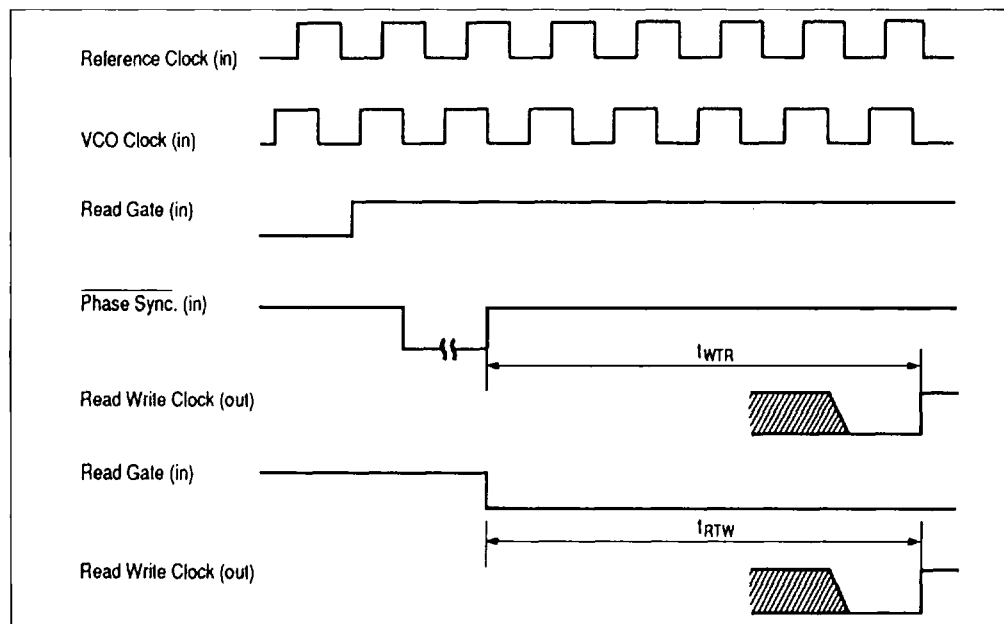 Reference Clock (in)
VCO Clock (in)
Read Gate (in)
Phase Sync. (in)
tWTR
Read Write Clock (out)
Read Gate (in)
tRTW
Read Write Clock (out)